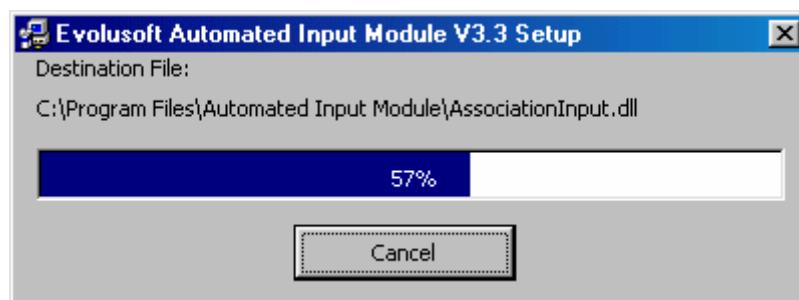 Evolusoft Automated Input Module V3.3 Setup
Destination File:
C:\Program Files\Automated Input Module\AssociationInput.dll
57%
Cancel